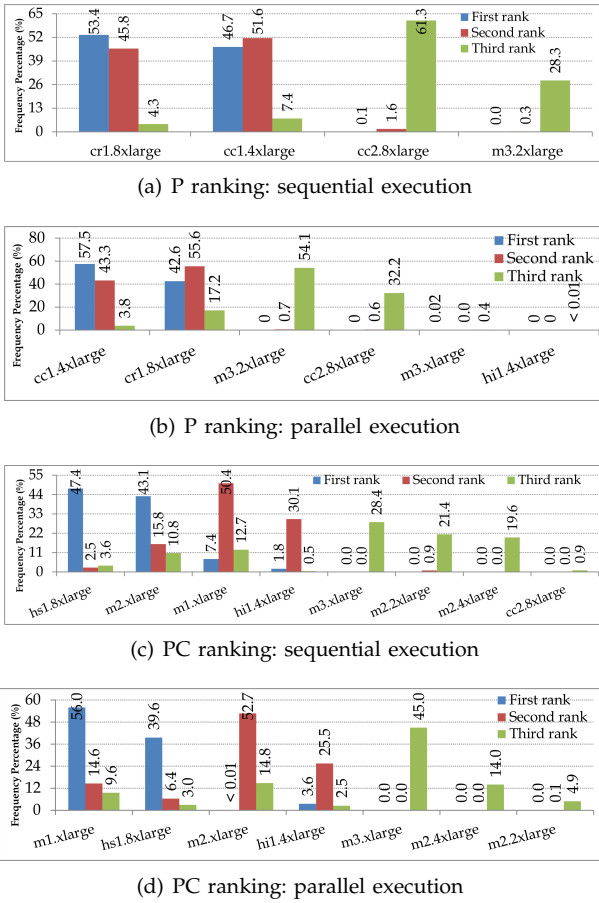 Frequency Percentage (%)
65
52
39
26
13
0
53.4
45.8
4.3
46.7
51.6
7.4
0.1
1.6
61.3
0.0
0.3
28.3
First rank
Second rank
Third rank
cr1.8xlarge
cc1.4xlarge
cc2.8xlarge
m3.2xlarge
(a) P ranking: sequential execution
Frequency Percentage (%)
80
60
40
20
0
57.5
43.3
3.8
42.6
55.6
17.2
0
0.7
54.1
0
0.6
32.2
0.02
0.0
0.4
0
0
< 0.01
First rank
Second rank
Third rank
cc1.4xlarge
cr1.8xlarge
m3.2xlarge
cc2.8xlarge
m3.xlarge
hi1.4xlarge
(b) P ranking: parallel execution
Frequency Percentage (%)
55
44
33
22
11
0
47.4
2.5
3.6
43.1
15.8
10.8
7.4
50.4
12.7
1.8
30.1
0.5
0.0
0.0
28.4
0.0
0.9
21.4
0.0
0.0
19.6
0.0
0.0
0.9
First rank
Second rank
Third rank
hs1.8xlarge
m2.xlarge
m1.xlarge
hi1.4xlarge
m3.xlarge
m2.2xlarge
m2.4xlarge
cc2.8xlarge
(c) PC ranking: sequential execution
Frequency Percentage (%)
60
48
36
24
12
0
56.0
14.6
9.6
39.6
6.4
3.0
< 0.01
52.7
14.8
3.6
25.5
2.5
0.0
0.0
45.0
0.0
0.0
14.0
0.0
0.1
4.9
First rank
Second rank
Third rank
m1.xlarge
hs1.8xlarge
m2.xlarge
hi1.4xlarge
m3.xlarge
m2.4xlarge
m2.2xlarge
(d) PC ranking: parallel execution